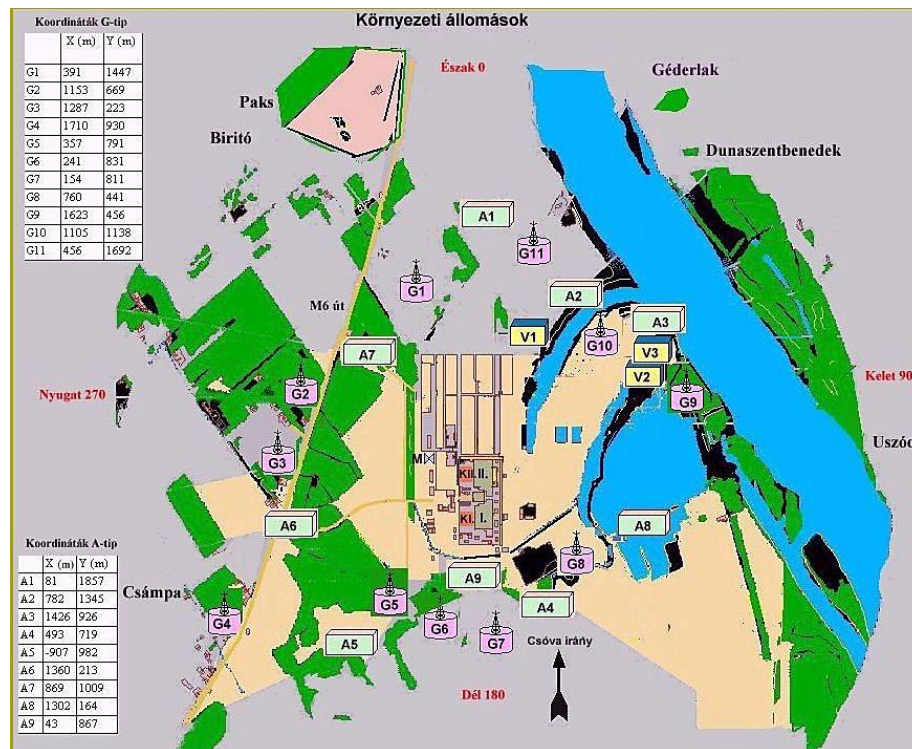 Környezeti állomások
Koordináták G-tip
X (m) Y (m)
G1 391 1447
G2 1153 669
G3 1287 223
G4 1710 930
G5 357 791
G6 241 831
G7 154 811
G8 760 441
G9 1623 456
G10 1105 1138
G11 456 1692
Észak 0
Géderlak
Paks
Biritó
Dunaszentbenedek
A1
G11
G1
A2
M6 út
G10
A3
V1
A7
V3
V2
Nyugat 270
G2
G9
Kelet 90
Uszód
G3
M
KII. II.
A6
KI. I.
A8
Koordináták A-tip
X (m) Y (m)
A1 81 1857
A2 782 1345
A3 1426 926
A4 493 719
A5 -907 982
A6 1360 213
A7 869 1009
A8 1302 164
A9 43 867
G8
A9
Csámpa
G5
A4
G4
G6
G7
A5
Csóva irány
Dél 180